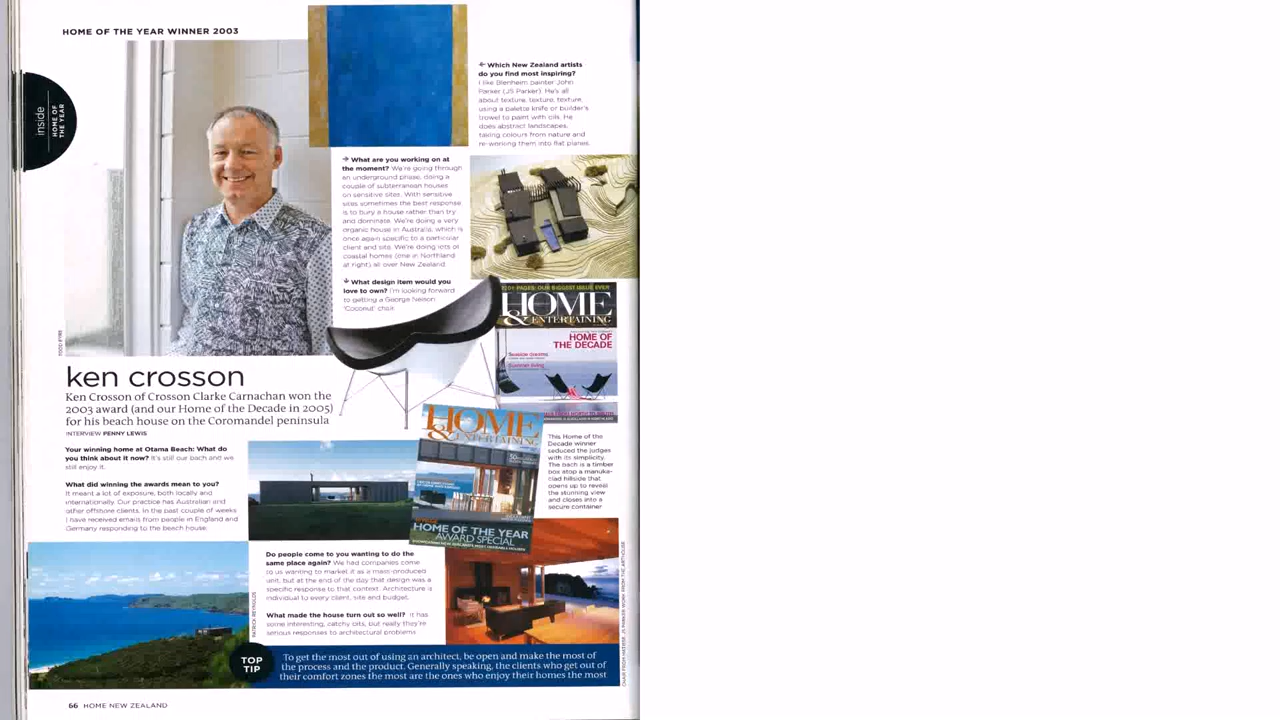 HOME OF THE YEAR WINNER 2003
inside
HOME OF
THE YEAR
← Which New Zealand artists
do you find most inspiring?
I like Blenheim painter John
Parker (JS Parker). He's all
about texture, texture, texture,
using a palette knife or builder's
trowel to paint with oils. He
does abstract landscapes,
taking colours from nature and
re-working them into flat planes.
→ What are you working on at
the moment? We're going through
an underground phase, doing a
couple of subterranean houses
on sensitive sites. With sensitive
sites sometimes the best response
is to bury a house rather than try
and dominate. We're doing a very
organic house in Australia, which is
once again specific to a particular
client and site. We're doing lots of
coastal homes (one in Northland
at right) all over New Zealand.
↓ What design item would you
love to own? I'm looking forward
to getting a George Nelson
'Coconut' chair.
TODD EYRE
OUR BIGGEST ISSUE EVER
HOME
& ENTERTAINING
HOME OF
THE DECADE
ken crosson
Ken Crosson of Crosson Clarke Carnachan won the
2003 award (and our Home of the Decade in 2005)
for his beach house on the Coromandel peninsula
INTERVIEW PENNY LEWIS
Your winning home at Otama Beach: What do
you think about it now? It's still our bach and we
still enjoy it.
What did winning the awards mean to you?
It meant a lot of exposure, both locally and
internationally. Our practice has Australian and
other offshore clients. In the past couple of weeks
I have received emails from people in England and
Germany responding to the beach house.
HOME
& ENTERTAINING
HOME OF THE YEAR
AWARD SPECIAL
This Home of the
Decade winner
seduced the judges
with its simplicity.
The bach is a timber
box atop a manuka-
clad hillside that
opens up to reveal
the stunning view
and closes into a
secure container
Do people come to you wanting to do the
same place again? We had companies come
to us wanting to market it as a mass-produced
unit, but at the end of the day that design was a
specific response to that context. Architecture is
individual to every client, site and budget.
What made the house turn out so well? It has
some interesting, catchy bits, but really they're
serious responses to architectural problems
PATRICK REYNOLDS
TOP
TIP
To get the most out of using an architect, be open and make the most of
the process and the product. Generally speaking, the clients who get out of
their comfort zones the most are the ones who enjoy their homes the most
66 HOME NEW ZEALAND